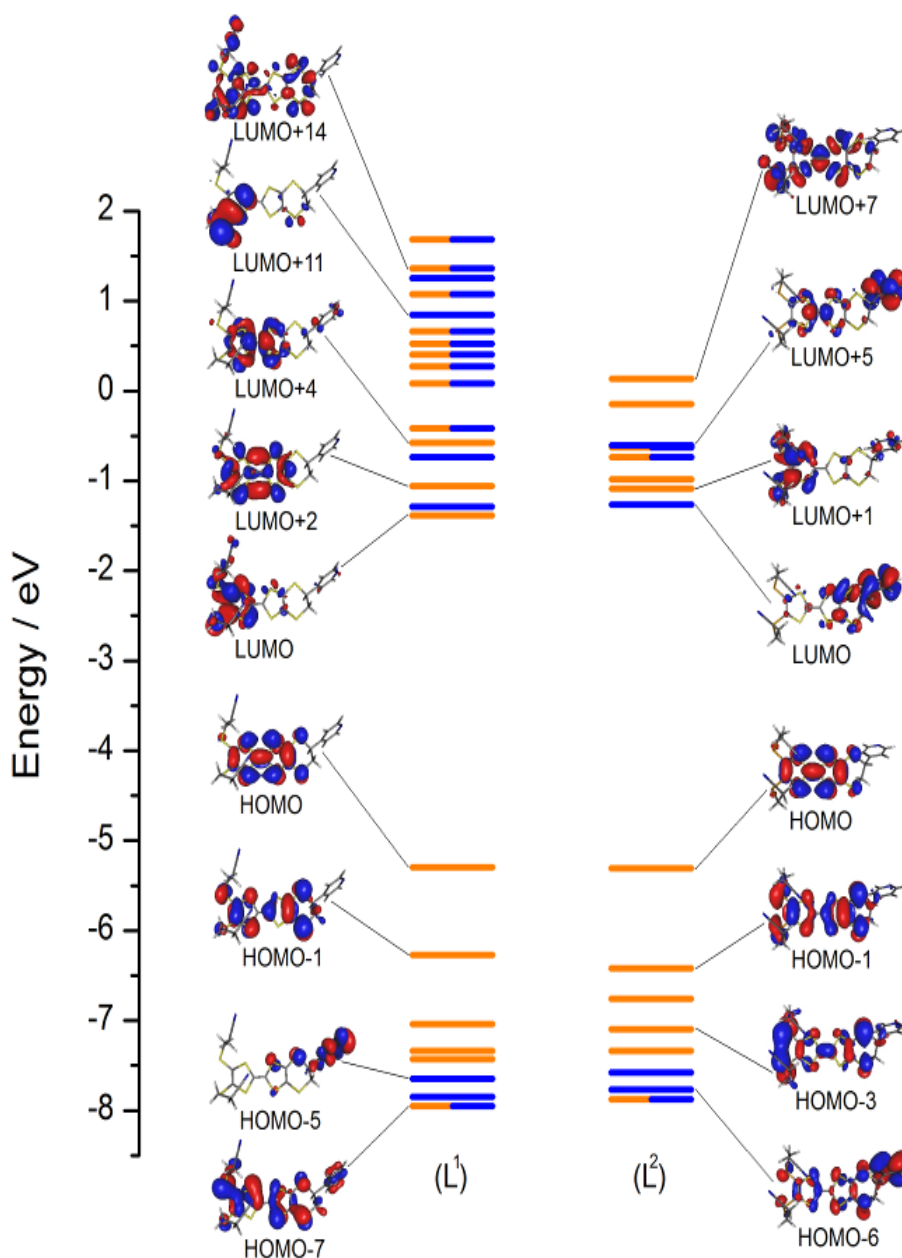 LUMO+14
LUMO+11
LUMO+4
LUMO+2
LUMO
HOMO
HOMO-1
HOMO-5
HOMO-7
Energy / eV
2
1
0
-1
-2
-3
-4
-5
-6
-7
-8
(L¹)
(L²)
LUMO+7
LUMO+5
LUMO+1
LUMO
HOMO
HOMO-1
HOMO-3
HOMO-6